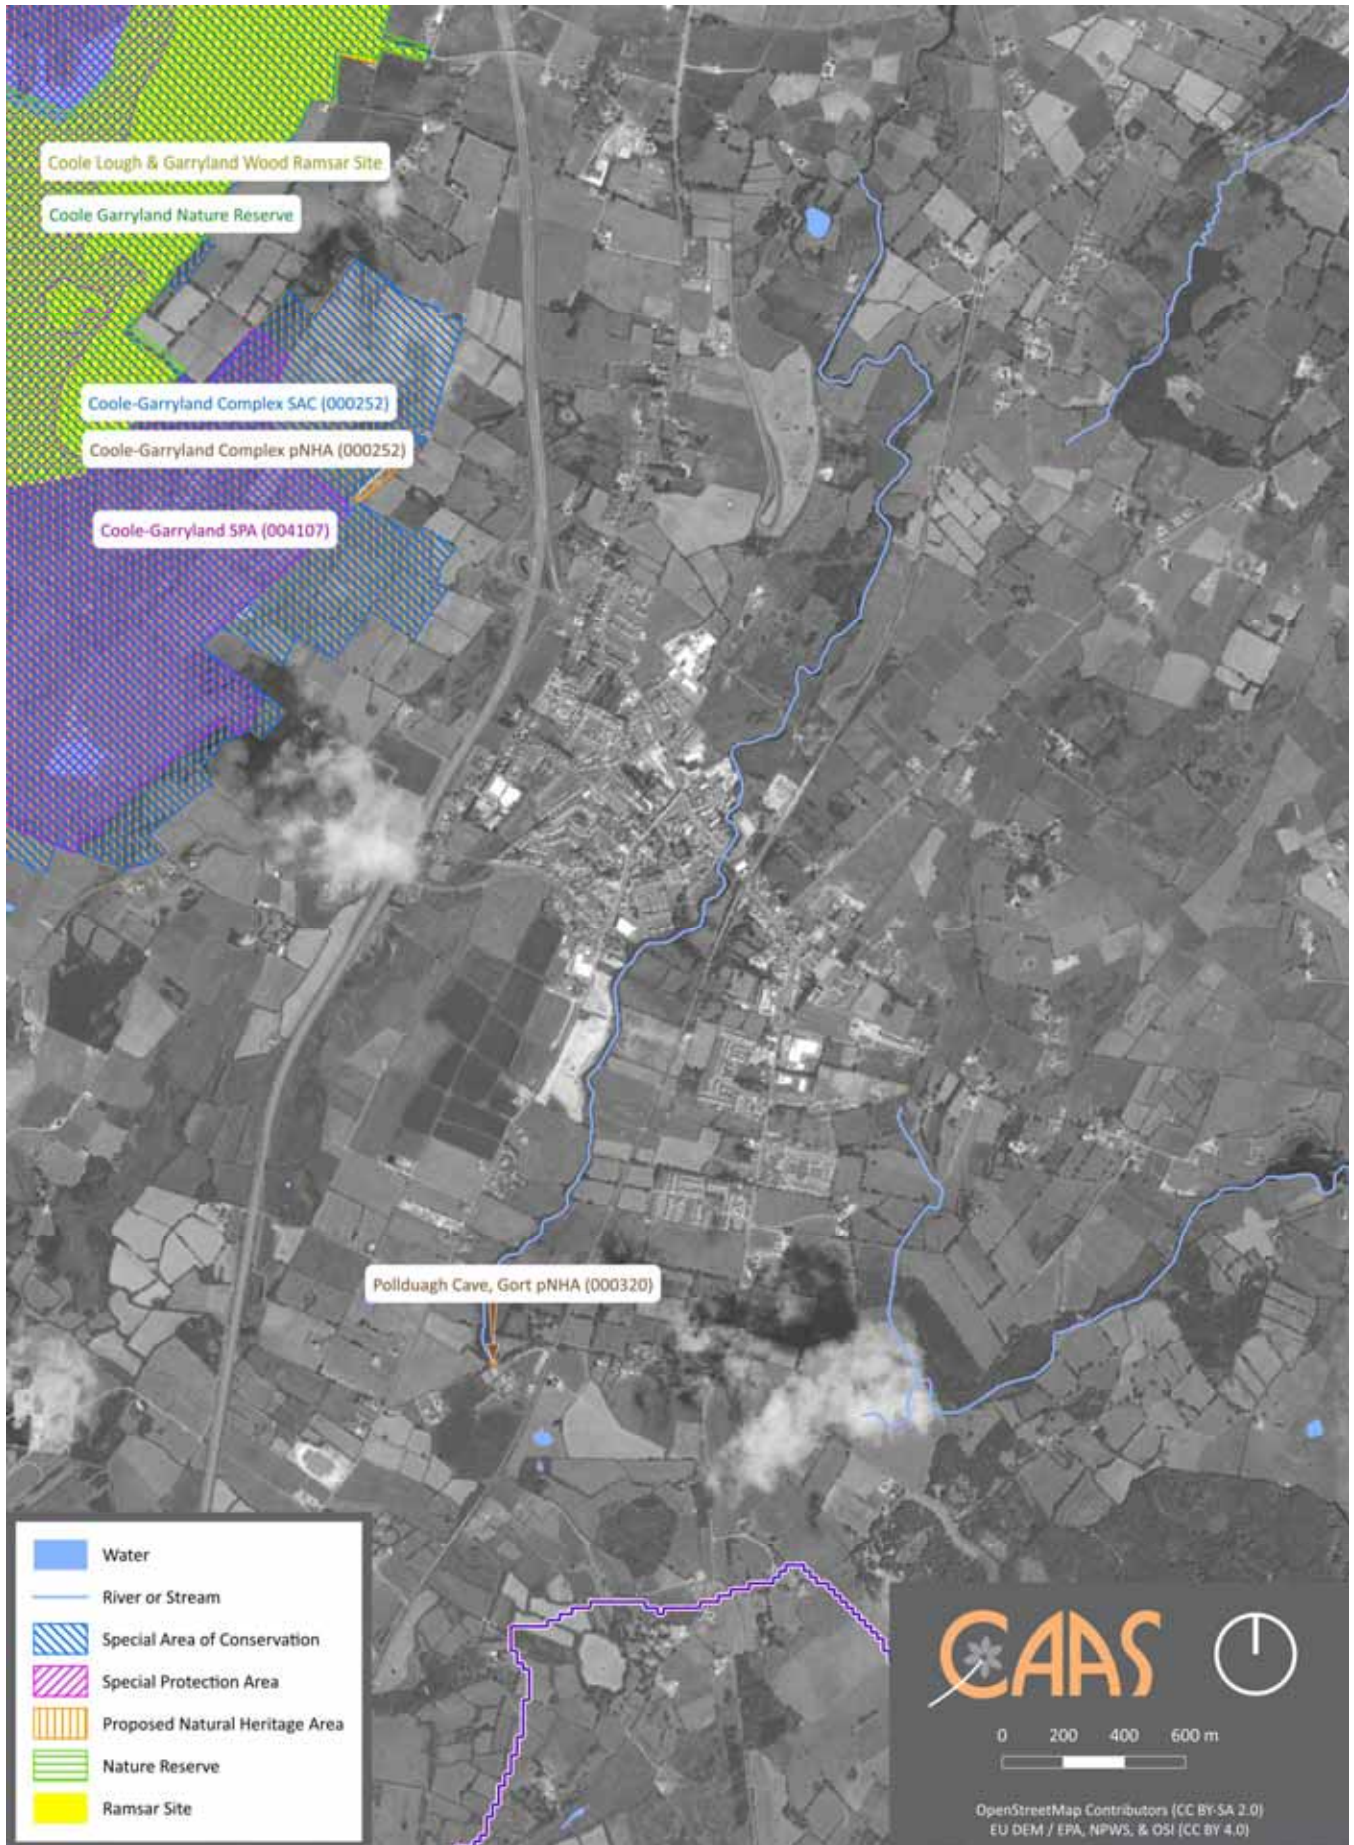 Coole Lough & Garryland Wood Ramsar Site
Coole Garryland Nature Reserve
Coole-Garryland Complex SAC (000252)
Coole-Garryland Complex pNHA (000252)
Coole-Garryland SPA (004107)
Pollduagh Cave, Gort pNHA (000320)
Water
River or Stream
Special Area of Conservation
Special Protection Area
Proposed Natural Heritage Area
Nature Reserve
Ramsar Site
CAAS
0 200 400 600 m
OpenStreetMap Contributors (CC BY-SA 2.0)
EU DEM / EPA, NPWS, & OSI (CC BY 4.0)